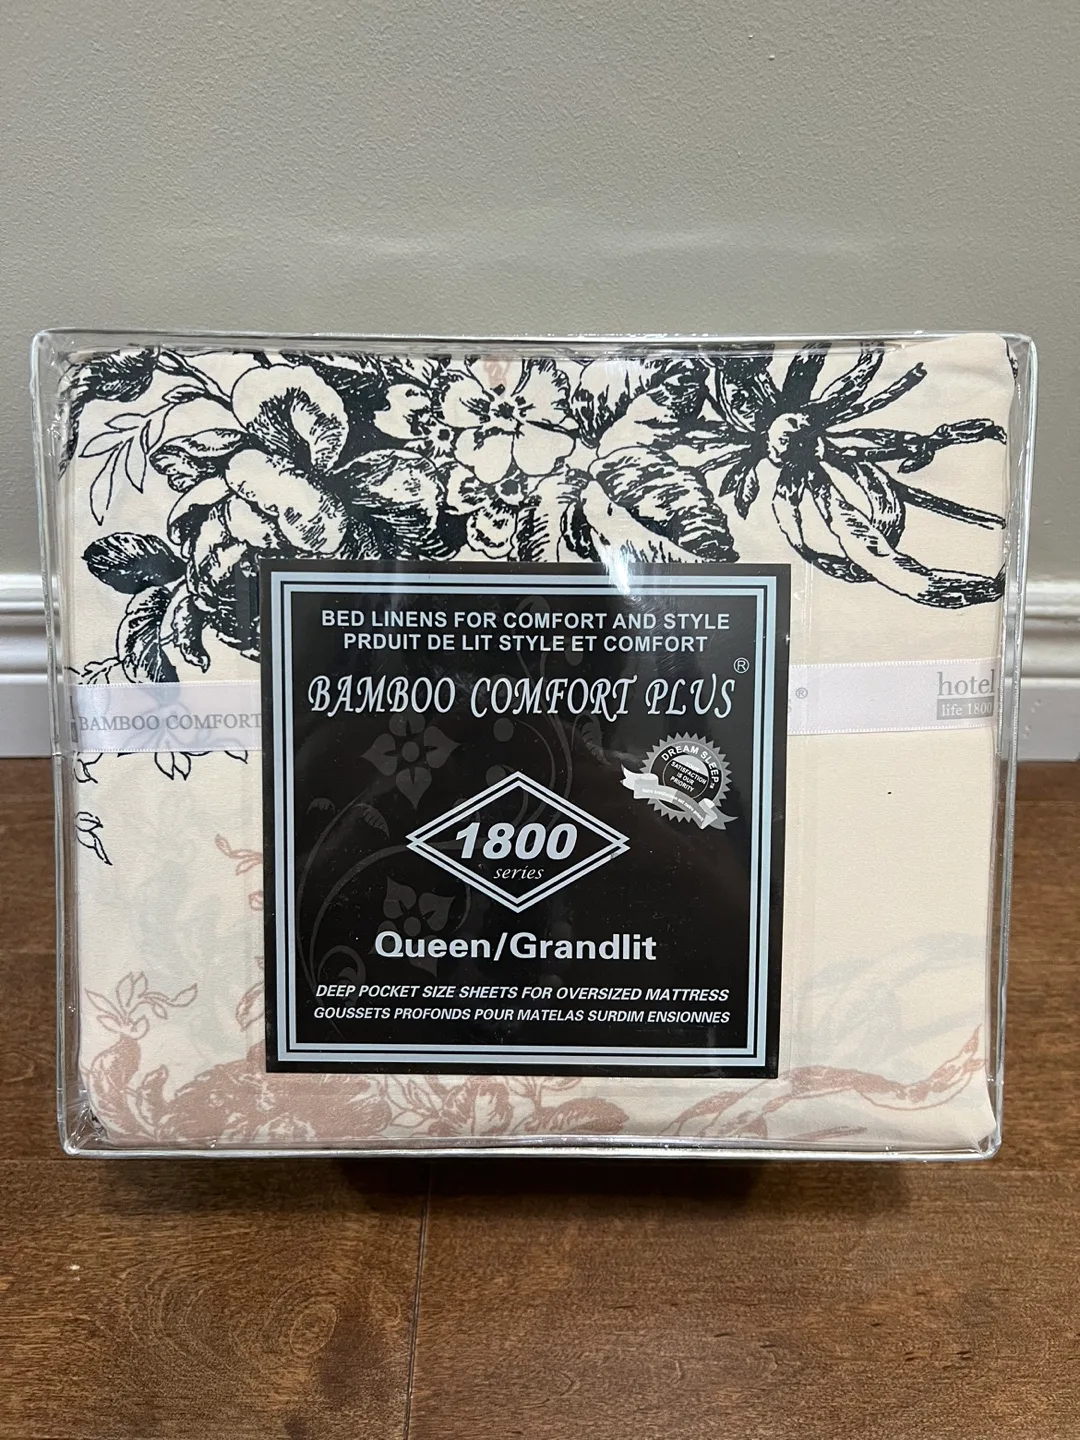 BED LINENS FOR COMFORT AND STYLE
PRDUIT DE LIT STYLE ET COMFORT
BAMBOO COMFORT PLUS®
DREAM SLEEP
SATISFACTION
IS OUR
PRIORITY
1800
series
Queen/Grandlit
DEEP POCKET SIZE SHEETS FOR OVERSIZED MATTRESS
GOUSSETS PROFONDS POUR MATELAS SURDIM ENSIONNES
BAMBOO COMFORT
®
hotel
life 1800